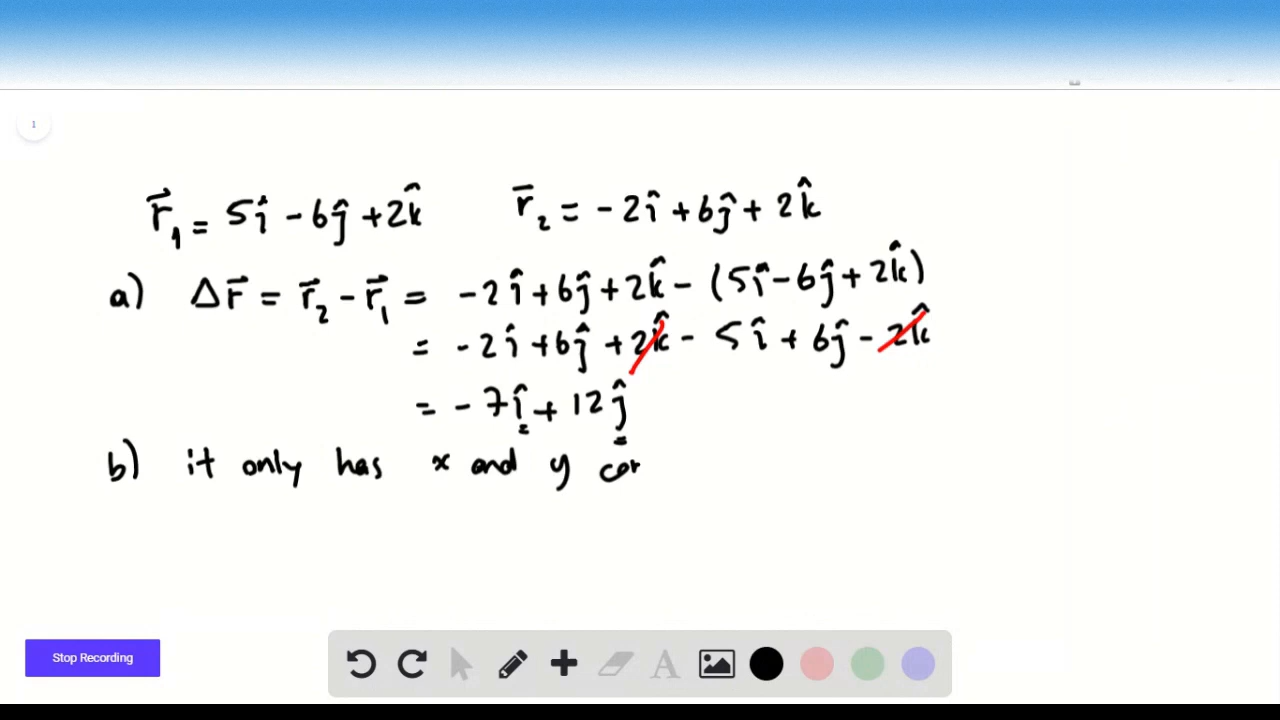 1
r⃗₁ = 5î - 6ĵ + 2k̂ r⃗₂ = - 2î + 6ĵ + 2k̂
a) Δr⃗ = r⃗₂ - r⃗₁ = - 2î + 6ĵ + 2k̂ - (5î - 6ĵ + 2k̂)
= - 2î + 6ĵ + 2k̂ - 5î + 6ĵ - 2k̂
= - 7î + 12ĵ
b) it only has x and y cor
Stop Recording
A